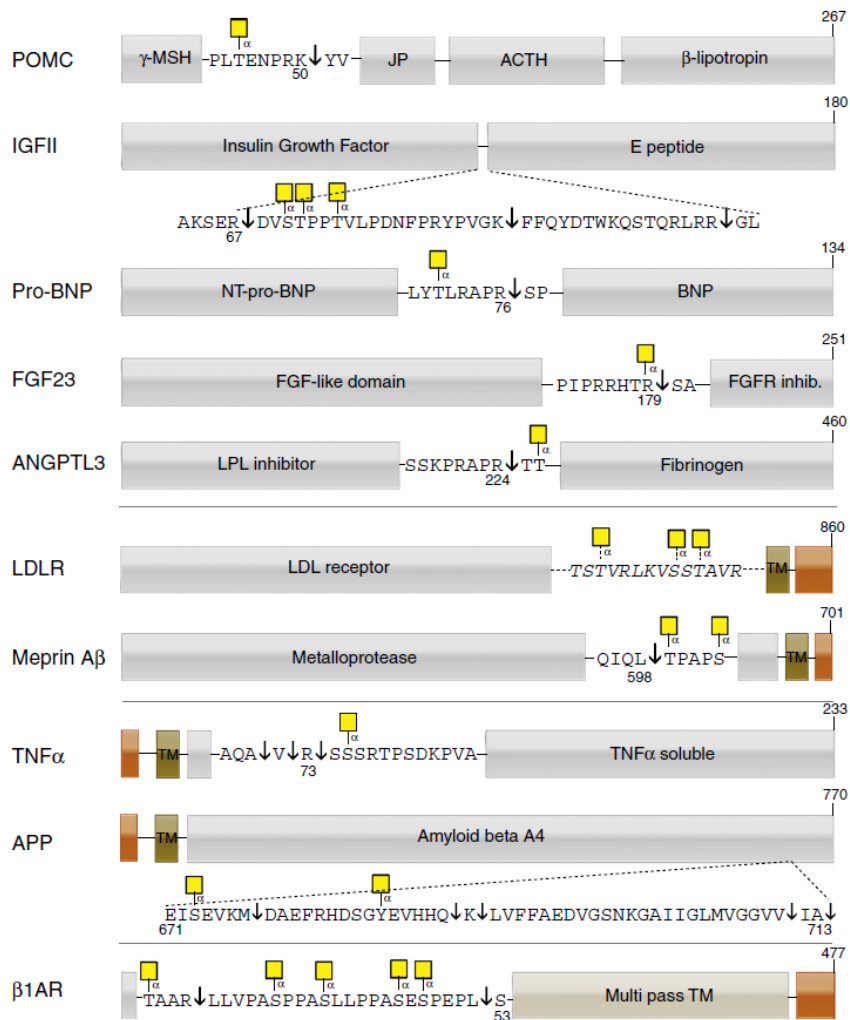 267
POMC γ-MSH α PLTENPRK↓YV JP ACTH β-lipotropin
50
180
IGFII Insulin Growth Factor E peptide
α α α
AKSER↓DVSTPPTVLPDNFPRYPVGK↓FFQYDTWKQSTQRLRR↓GL
67
134
Pro-BNP NT-pro-BNP α LYTLRAPR↓SP BNP
76
251
FGF23 FGF-like domain α PIPRRHTR↓SA FGFR inhib.
179
460
ANGPTL3 LPL inhibitor SSKPRAPR↓TT α Fibrinogen
224
860
LDLR LDL receptor α α α TSTVRLKVSSTAVR TM
701
Meprin Aβ Metalloprotease α α QIQL↓TPAPS TM
598
233
TNFα TM α AQA↓V↓R↓SSSRTPSDKPVA TNFα soluble
73
770
APP TM Amyloid beta A4
α α
EISEVKM↓DAEFRHDSGYEVHHQ↓K↓LVFFAEDVGSNKGAIIGLMVGGVV↓IA↓
671 713
477
β1AR α α α α α TAAR↓LLVPASPPASLLPPASESPEPL↓S Multi pass TM
53